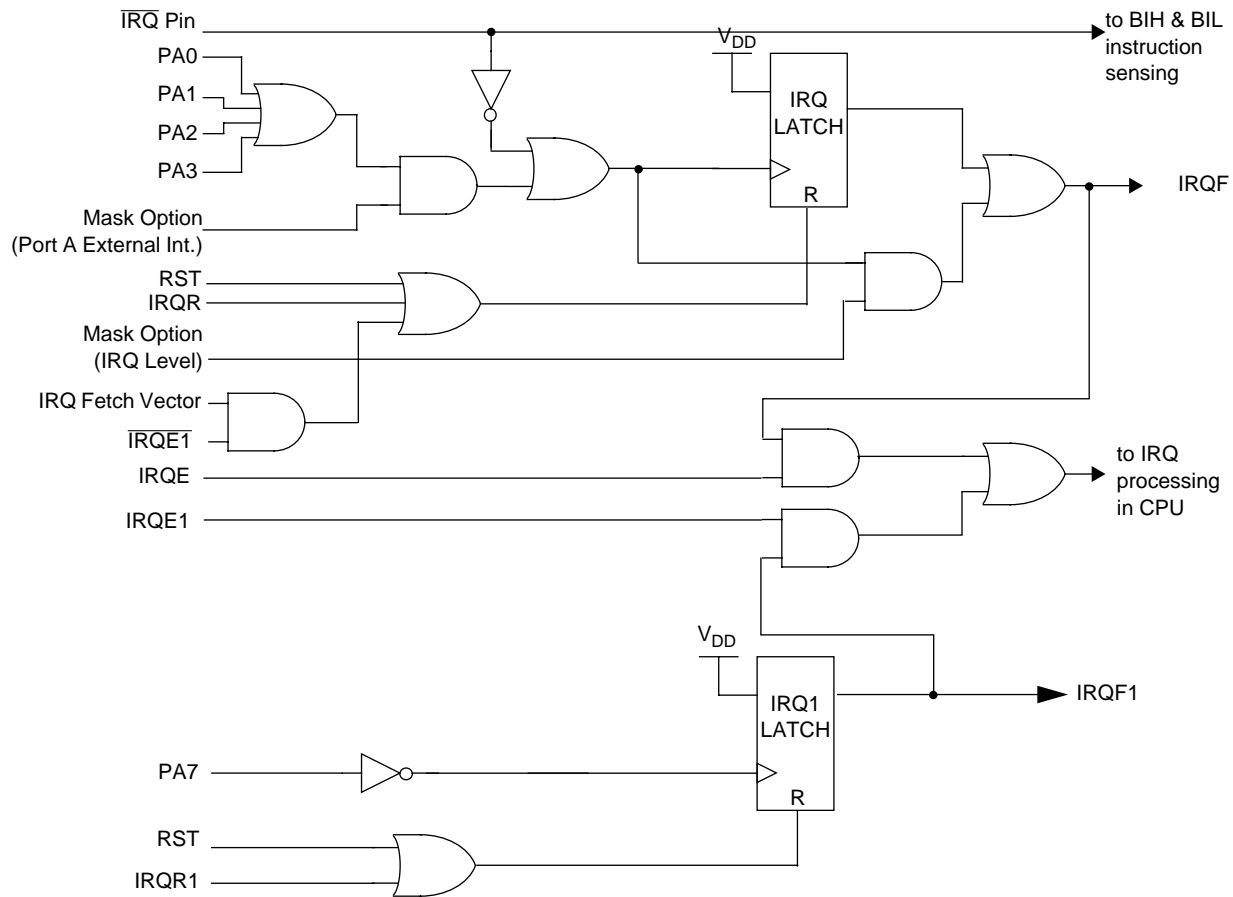 IRQ Pin
to BIH & BIL
instruction
sensing
PA0
PA1
PA2
PA3
VDD
IRQ
LATCH
R
IRQF
Mask Option
(Port A External Int.)
RST
IRQR
Mask Option
(IRQ Level)
IRQ Fetch Vector
IRQE1
IRQE
IRQE1
to IRQ
processing
in CPU
VDD
IRQ1
LATCH
R
IRQF1
PA7
RST
IRQR1